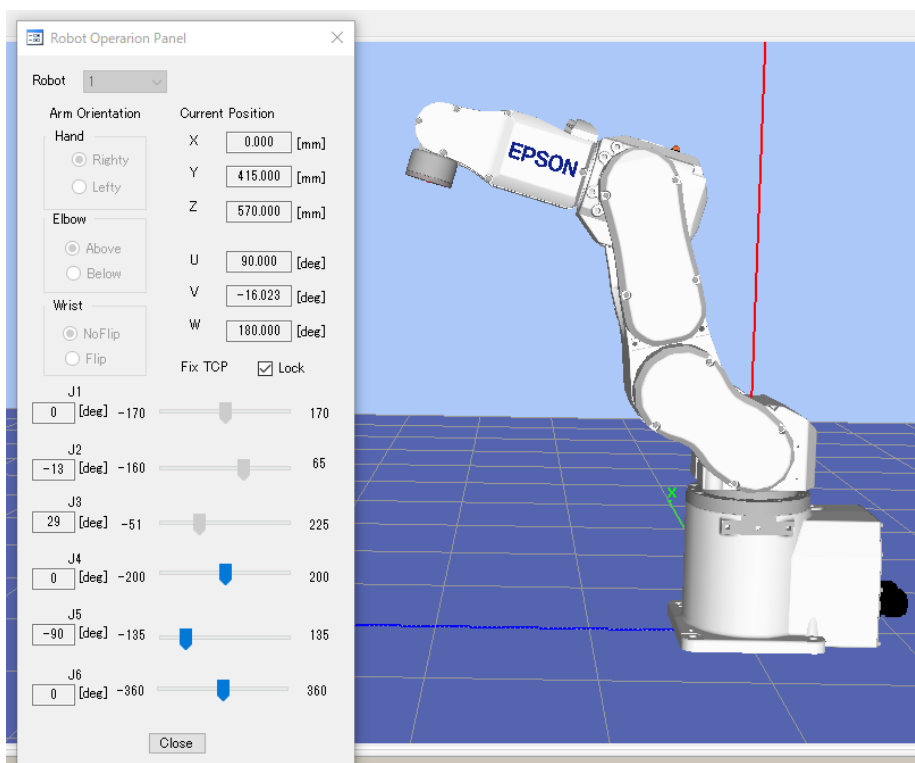 Robot Operarion Panel
Robot 1
Arm Orientation
Hand
Righty
Lefty
Elbow
Above
Below
Wrist
NoFlip
Flip
Current Position
X 0.000 [mm]
Y 415.000 [mm]
Z 570.000 [mm]
U 90.000 [deg]
V -16.023 [deg]
W 180.000 [deg]
Fix TCP Lock
J1
0 [deg] -170 170
J2
-13 [deg] -160 65
J3
29 [deg] -51 225
J4
0 [deg] -200 200
J5
-90 [deg] -135 135
J6
0 [deg] -360 360
Close
EPSON
X